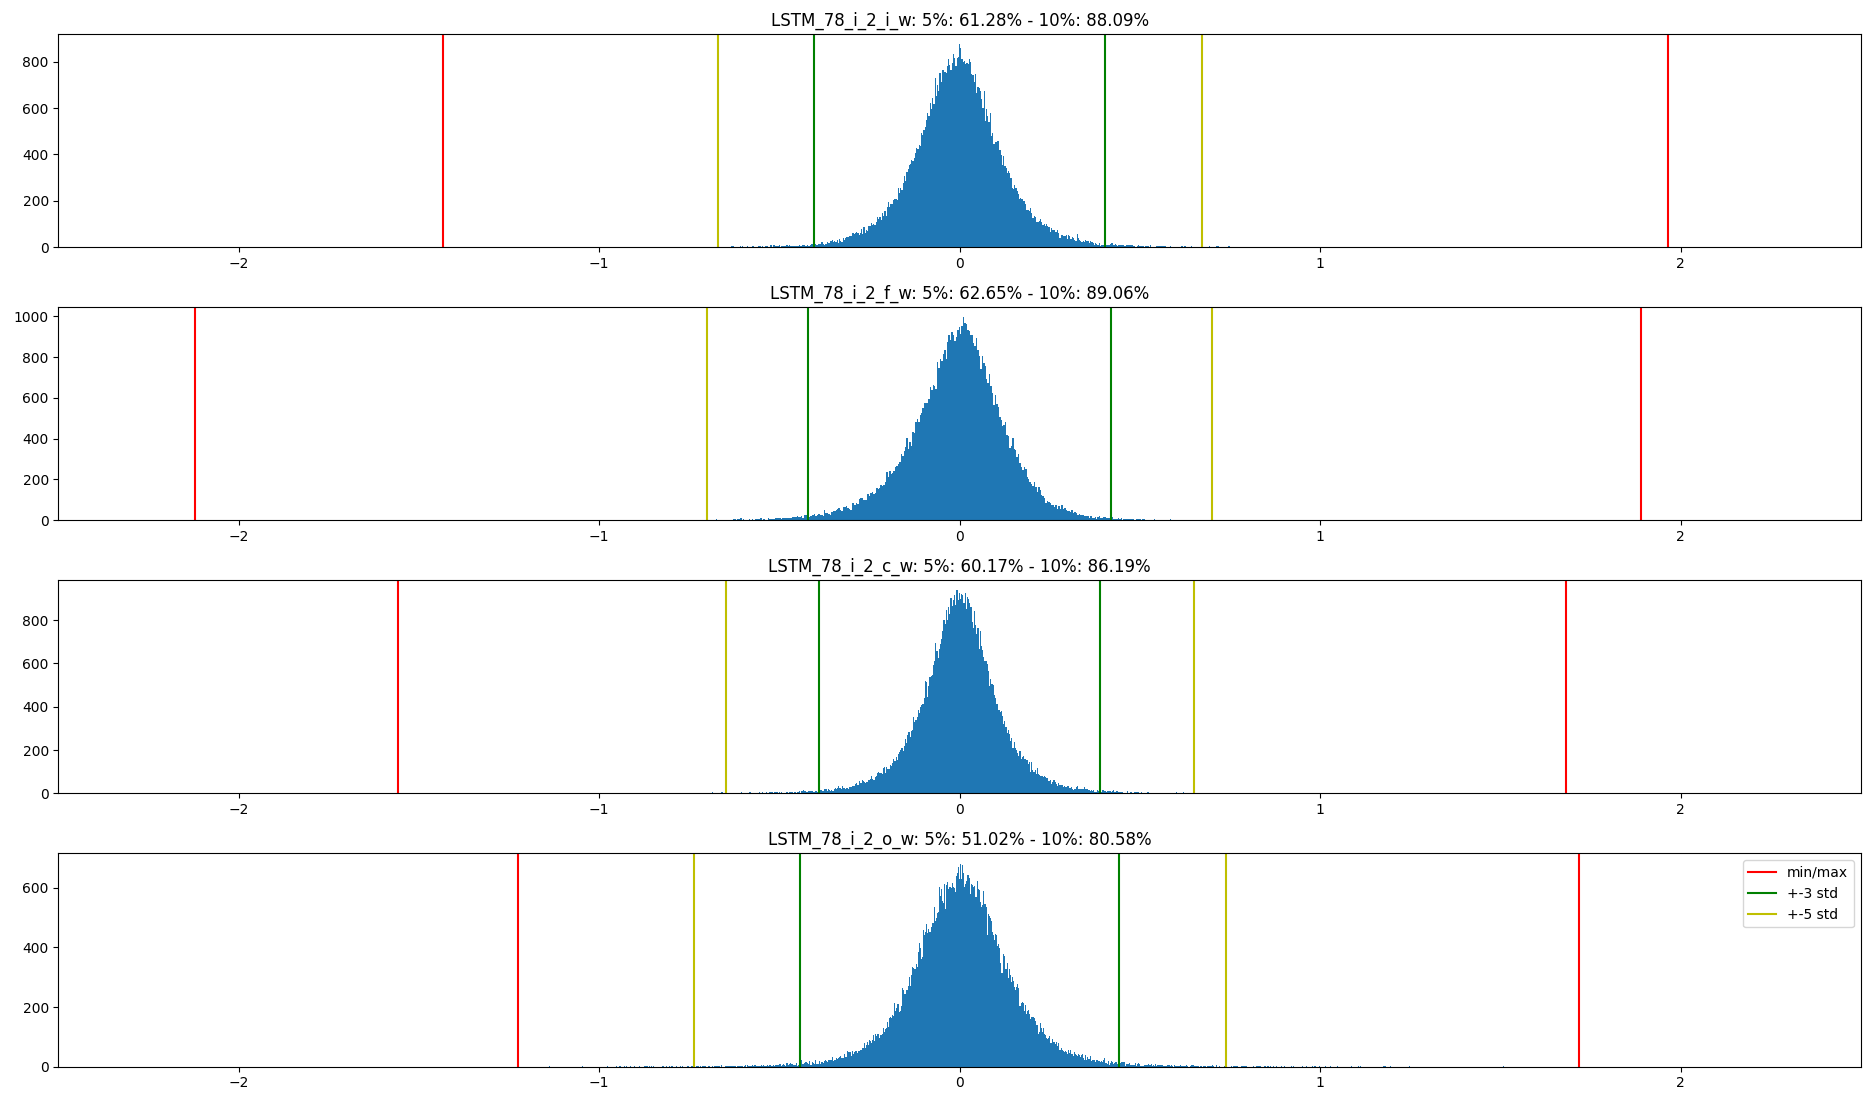 LSTM_78_i_2_i_w: 5%: 61.28% - 10%: 88.09%
800
600
400
200
0
−2 −1 0 1 2
LSTM_78_i_2_f_w: 5%: 62.65% - 10%: 89.06%
1000
800
600
400
200
0
−2 −1 0 1 2
LSTM_78_i_2_c_w: 5%: 60.17% - 10%: 86.19%
800
600
400
200
0
−2 −1 0 1 2
LSTM_78_i_2_o_w: 5%: 51.02% - 10%: 80.58%
min/max
+-3 std
+-5 std
600
400
200
0
−2 −1 0 1 2